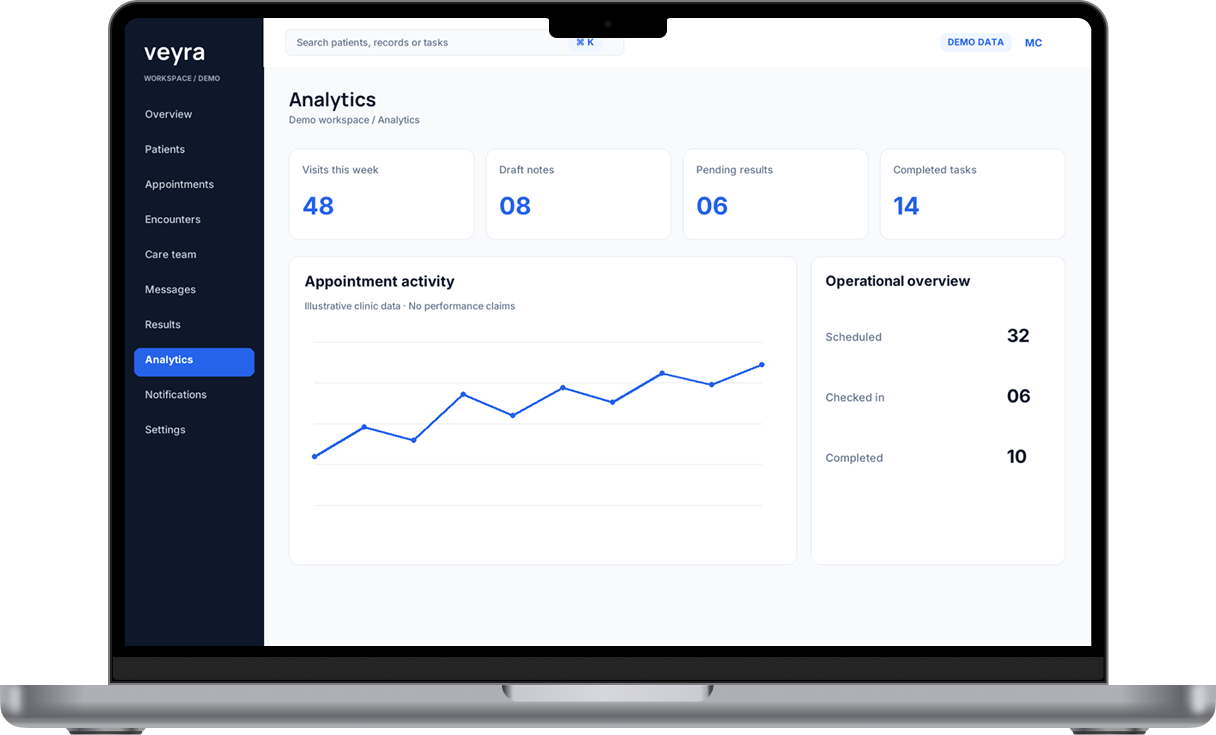 veyra
WORKSPACE / DEMO
Overview
Patients
Appointments
Encounters
Care team
Messages
Results
Analytics
Notifications
Settings
Search patients, records or tasks
⌘ K
DEMO DATA
MC
Analytics
Demo workspace / Analytics
Visits this week
48
Draft notes
08
Pending results
06
Completed tasks
14
Appointment activity
Illustrative clinic data · No performance claims
Operational overview
Scheduled 32
Checked in 06
Completed 10